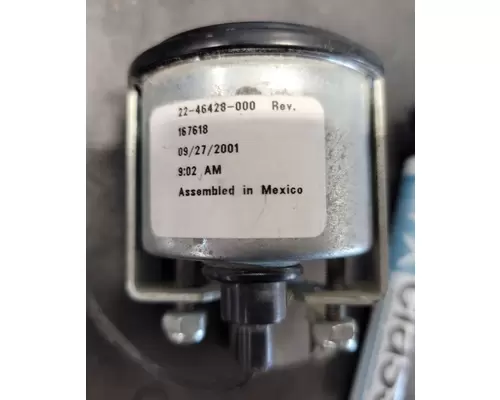 22-46428-000 Rev.
167618
09/27/2001
9:02 AM
Assembled in Mexico